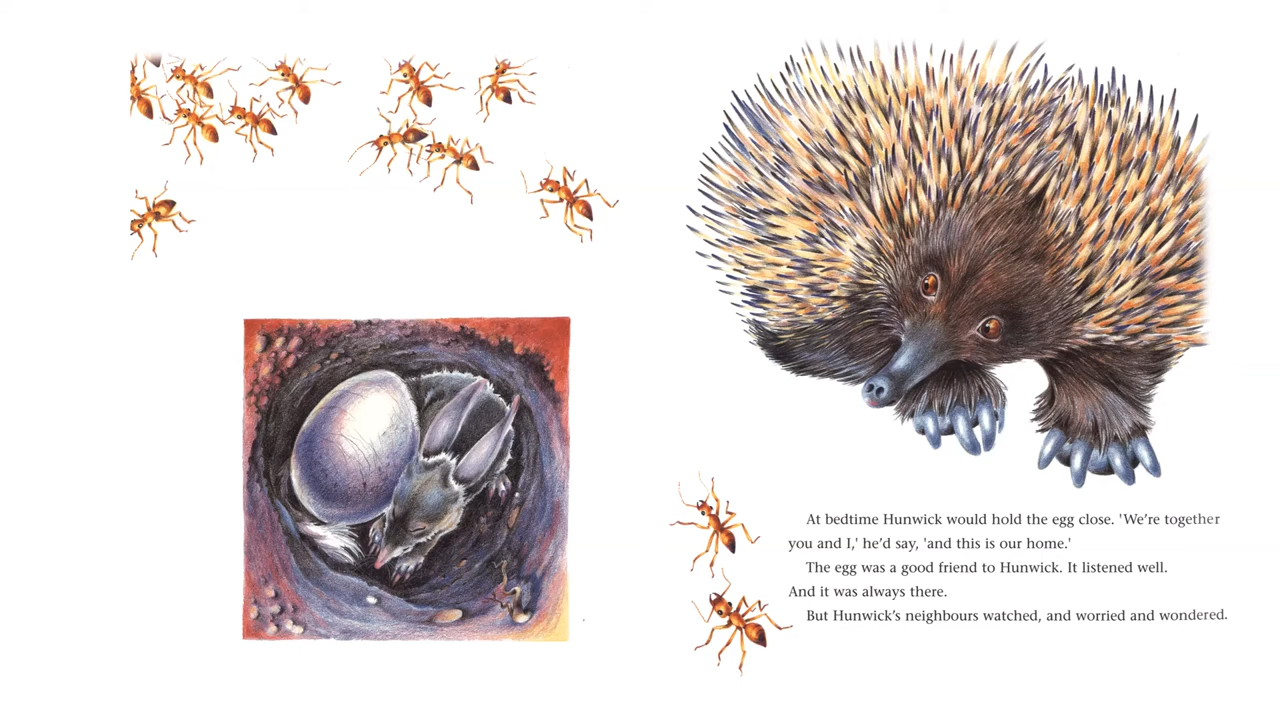 At bedtime Hunwick would hold the egg close. 'We're together
you and I,' he'd say, 'and this is our home.'
The egg was a good friend to Hunwick. It listened well.
And it was always there.
But Hunwick's neighbours watched, and worried and wondered.